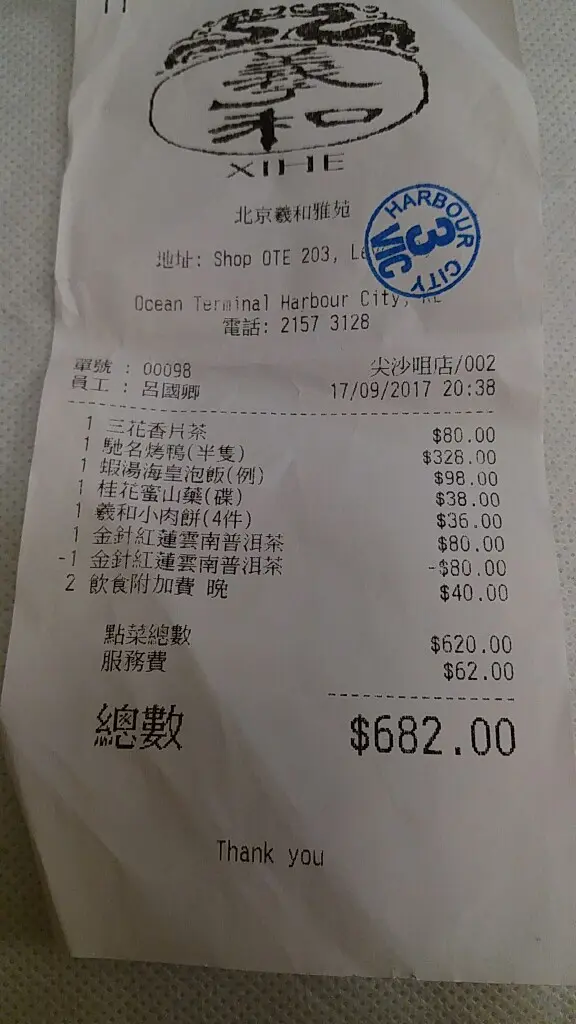 羲和
XIHE
北京羲和雅苑
地址: Shop OTE 203,
HARBOUR CITY
3
VIC
Ocean Terminal Harbour City,
電話: 2157 3128
單號 : 00098 尖沙咀店/002
員工 : 呂國卿 17/09/2017 20:38
1 三花香片茶 $80.00
1 馳名烤鴨(半隻) $328.00
1 蝦湯海皇泡飯(例) $98.00
1 桂花蜜山藥(碟) $38.00
1 羲和小肉餅(4件) $36.00
1 金針紅蓮雲南普洱茶 $80.00
-1 金針紅蓮雲南普洱茶 -$80.00
2 飲食附加費 晚 $40.00
點菜總數 $620.00
服務費 $62.00
總數 $682.00
Thank you